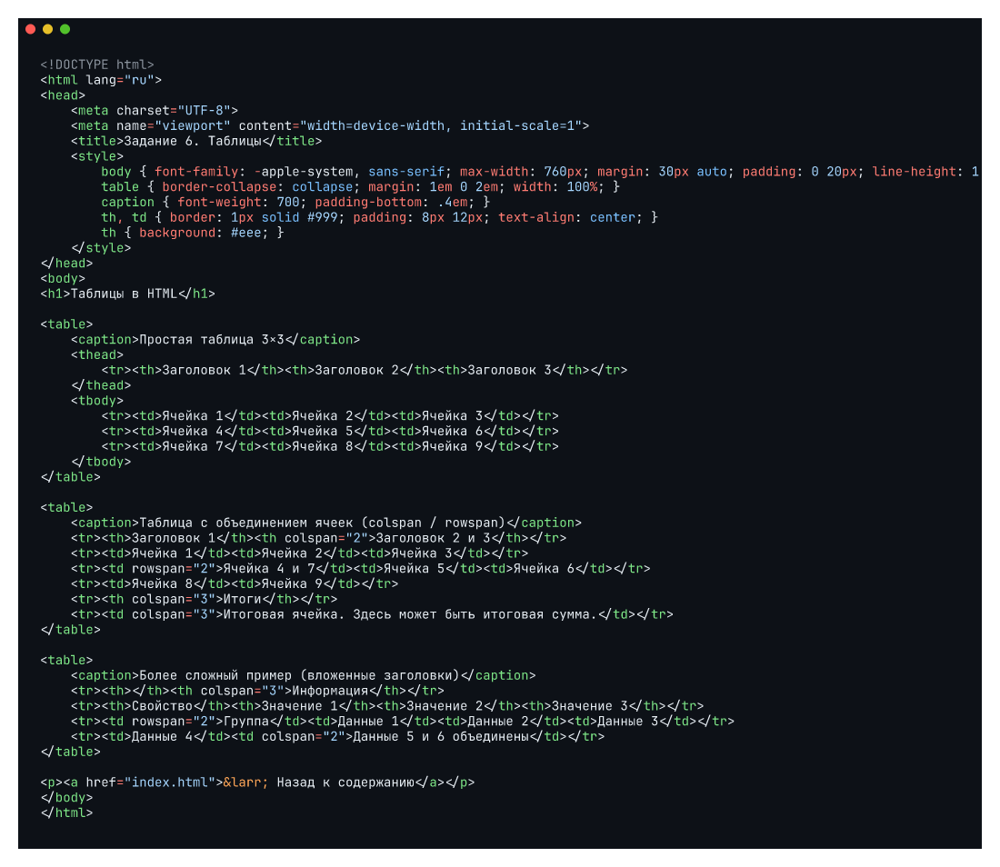 <!DOCTYPE html>
<html lang="ru">
<head>
    <meta charset="UTF-8">
    <meta name="viewport" content="width=device-width, initial-scale=1">
    <title>Задание 6. Таблицы</title>
    <style>
        body { font-family: -apple-system, sans-serif; max-width: 760px; margin: 30px auto; padding: 0 20px; line-height: 1
        table { border-collapse: collapse; margin: 1em 0 2em; width: 100%; }
        caption { font-weight: 700; padding-bottom: .4em; }
        th, td { border: 1px solid #999; padding: 8px 12px; text-align: center; }
        th { background: #eee; }
    </style>
</head>
<body>
<h1>Таблицы в HTML</h1>

<table>
    <caption>Простая таблица 3×3</caption>
    <thead>
        <tr><th>Заголовок 1</th><th>Заголовок 2</th><th>Заголовок 3</th></tr>
    </thead>
    <tbody>
        <tr><td>Ячейка 1</td><td>Ячейка 2</td><td>Ячейка 3</td></tr>
        <tr><td>Ячейка 4</td><td>Ячейка 5</td><td>Ячейка 6</td></tr>
        <tr><td>Ячейка 7</td><td>Ячейка 8</td><td>Ячейка 9</td></tr>
    </tbody>
</table>

<table>
    <caption>Таблица с объединением ячеек (colspan / rowspan)</caption>
    <tr><th>Заголовок 1</th><th colspan="2">Заголовок 2 и 3</th></tr>
    <tr><td>Ячейка 1</td><td>Ячейка 2</td><td>Ячейка 3</td></tr>
    <tr><td rowspan="2">Ячейка 4 и 7</td><td>Ячейка 5</td><td>Ячейка 6</td></tr>
    <tr><td>Ячейка 8</td><td>Ячейка 9</td></tr>
    <tr><th colspan="3">Итоги</th></tr>
    <tr><td colspan="3">Итоговая ячейка. Здесь может быть итоговая сумма.</td></tr>
</table>

<table>
    <caption>Более сложный пример (вложенные заголовки)</caption>
    <tr><th></th><th colspan="3">Информация</th></tr>
    <tr><th>Свойство</th><th>Значение 1</th><th>Значение 2</th><th>Значение 3</th></tr>
    <tr><td rowspan="2">Группа</td><td>Данные 1</td><td>Данные 2</td><td>Данные 3</td></tr>
    <tr><td>Данные 4</td><td colspan="2">Данные 5 и 6 объединены</td></tr>
</table>

<p><a href="index.html">&larr; Назад к содержанию</a></p>
</body>
</html>